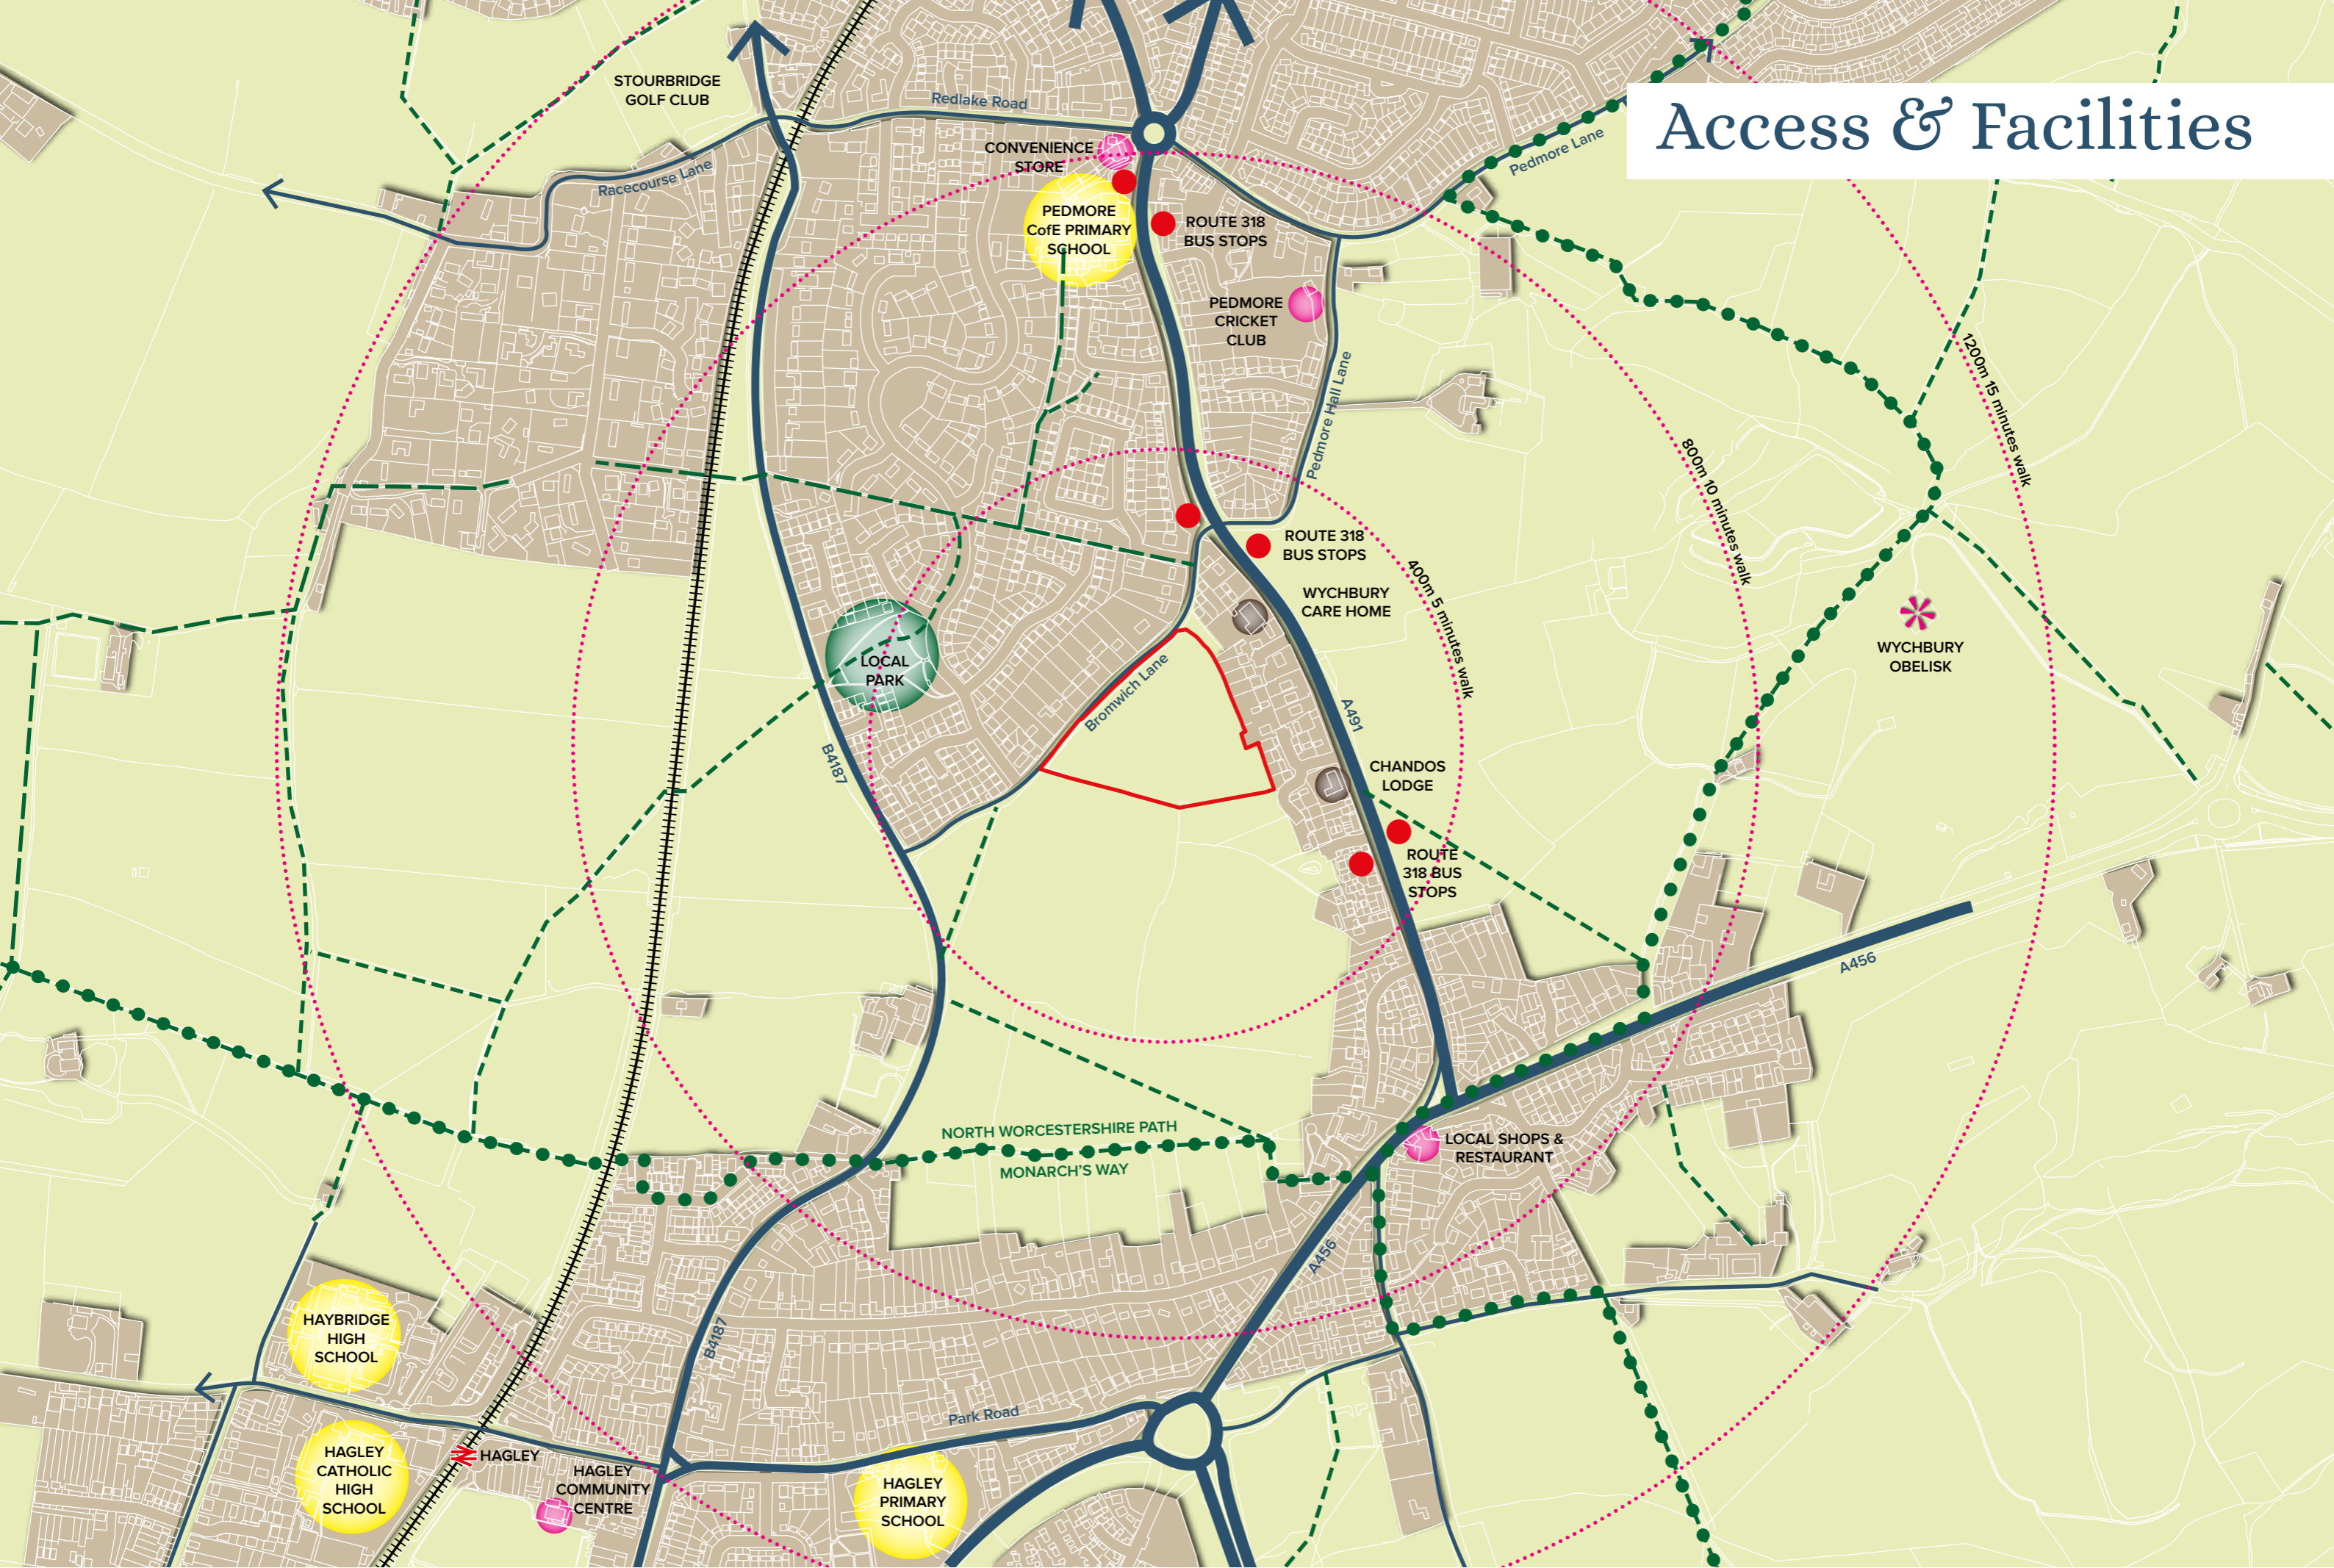 Access & Facilities
STOURBRIDGE
GOLF CLUB
Redlake Road
Racecourse Lane
CONVENIENCE
STORE
Pedmore Lane
PEDMORE
CofE PRIMARY
SCHOOL
ROUTE 318
BUS STOPS
PEDMORE
CRICKET
CLUB
Pedmore Hall Lane
1200m 15 minutes walk
800m 10 minutes walk
400m 5 minutes walk
ROUTE 318
BUS STOPS
WYCHBURY
CARE HOME
WYCHBURY
OBELISK
LOCAL
PARK
Bromwich Lane
A491
B4187
CHANDOS
LODGE
ROUTE
318 BUS
STOPS
A456
NORTH WORCESTERSHIRE PATH
MONARCH'S WAY
LOCAL SHOPS &
RESTAURANT
A456
B4187
HAYBRIDGE
HIGH
SCHOOL
Park Road
HAGLEY
CATHOLIC
HIGH
SCHOOL
HAGLEY
HAGLEY
COMMUNITY
CENTRE
HAGLEY
PRIMARY
SCHOOL